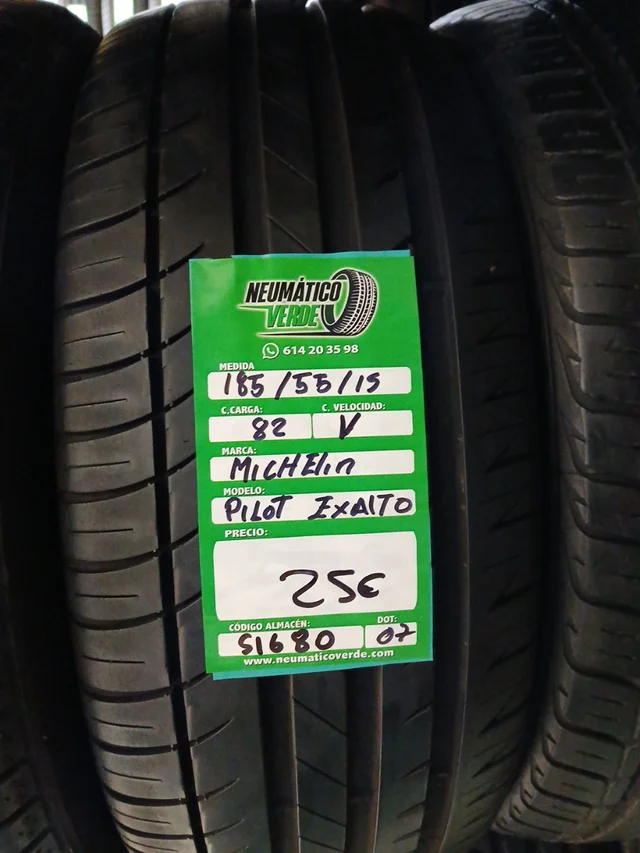 NEUMÁTICO
VERDE
614 20 35 98
MEDIDA
185/55/15
C.CARGA: C. VELOCIDAD:
82 V
MARCA:
MICHElin
MODELO:
PILOT EXALTO
PRECIO:
25€
CÓDIGO ALMACÉN: DOT:
S1680 07
www.neumaticoverde.com